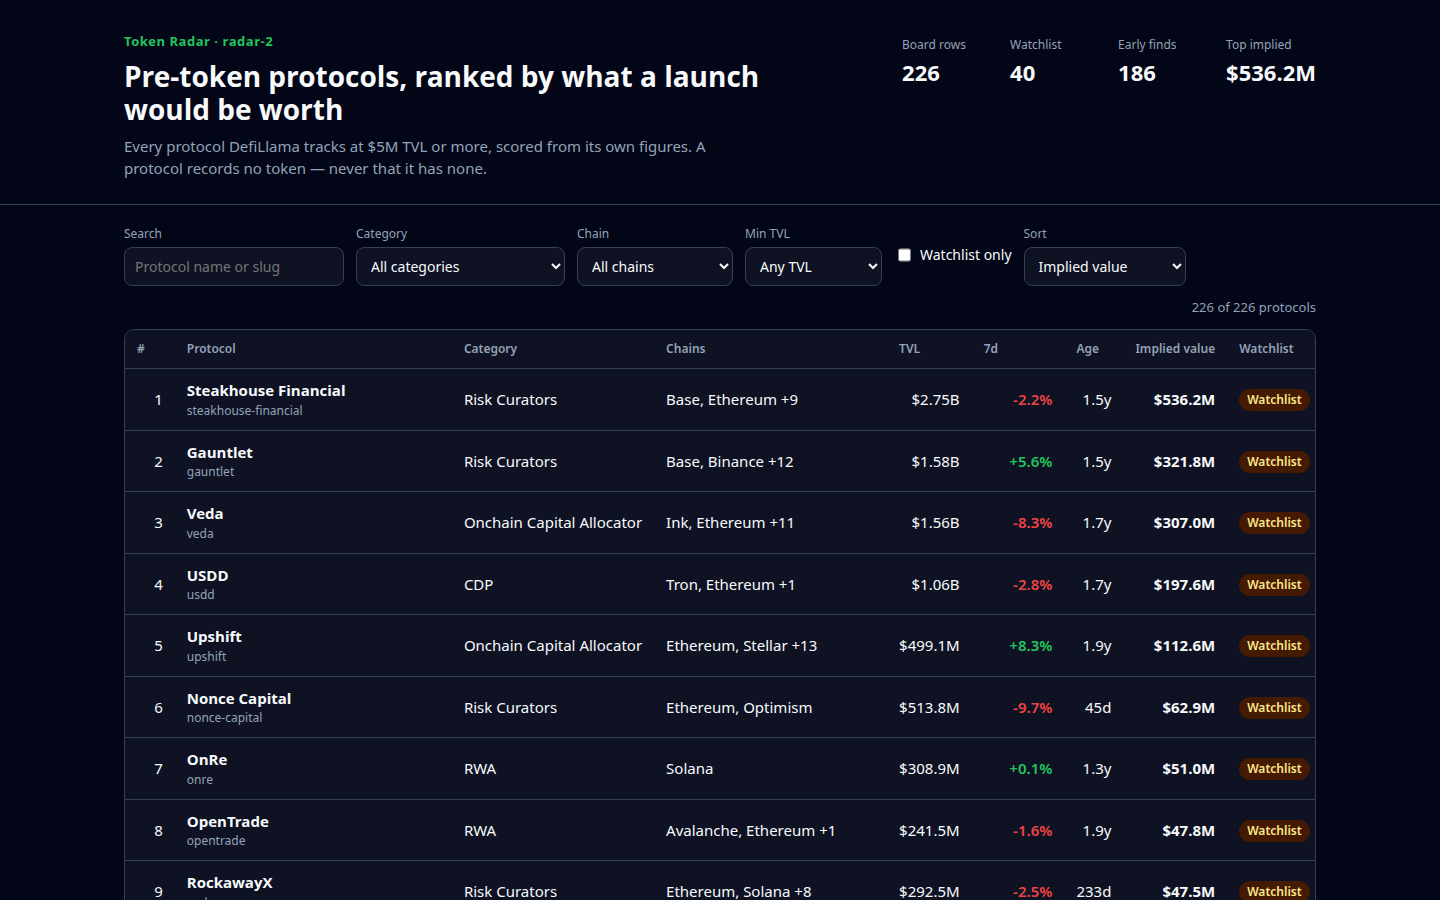 Token Radar · radar-2
Pre-token protocols, ranked by what a launch
would be worth
Every protocol DefiLlama tracks at $5M TVL or more, scored from its own figures. A
protocol records no token — never that it has none.
Board rows
226
Watchlist
40
Early finds
186
Top implied
$536.2M
Search
Protocol name or slug
Category
All categories
Chain
All chains
Min TVL
Any TVL
Watchlist only
Sort
Implied value
226 of 226 protocols
# Protocol Category Chains TVL 7d Age Implied value Watchlist
1 Steakhouse Financial Risk Curators Base, Ethereum +9 $2.75B -2.2% 1.5y $536.2M Watchlist
steakhouse-financial
2 Gauntlet Risk Curators Base, Binance +12 $1.58B +5.6% 1.5y $321.8M Watchlist
gauntlet
3 Veda Onchain Capital Allocator Ink, Ethereum +11 $1.56B -8.3% 1.7y $307.0M Watchlist
veda
4 USDD CDP Tron, Ethereum +1 $1.06B -2.8% 1.7y $197.6M Watchlist
usdd
5 Upshift Onchain Capital Allocator Ethereum, Stellar +13 $499.1M +8.3% 1.9y $112.6M Watchlist
upshift
6 Nonce Capital Risk Curators Ethereum, Optimism $513.8M -9.7% 45d $62.9M Watchlist
nonce-capital
7 OnRe RWA Solana $308.9M +0.1% 1.3y $51.0M Watchlist
onre
8 OpenTrade RWA Avalanche, Ethereum +1 $241.5M -1.6% 1.9y $47.8M Watchlist
opentrade
9 RockawayX Risk Curators Ethereum, Solana +8 $292.5M -2.5% 233d $47.5M Watchlist